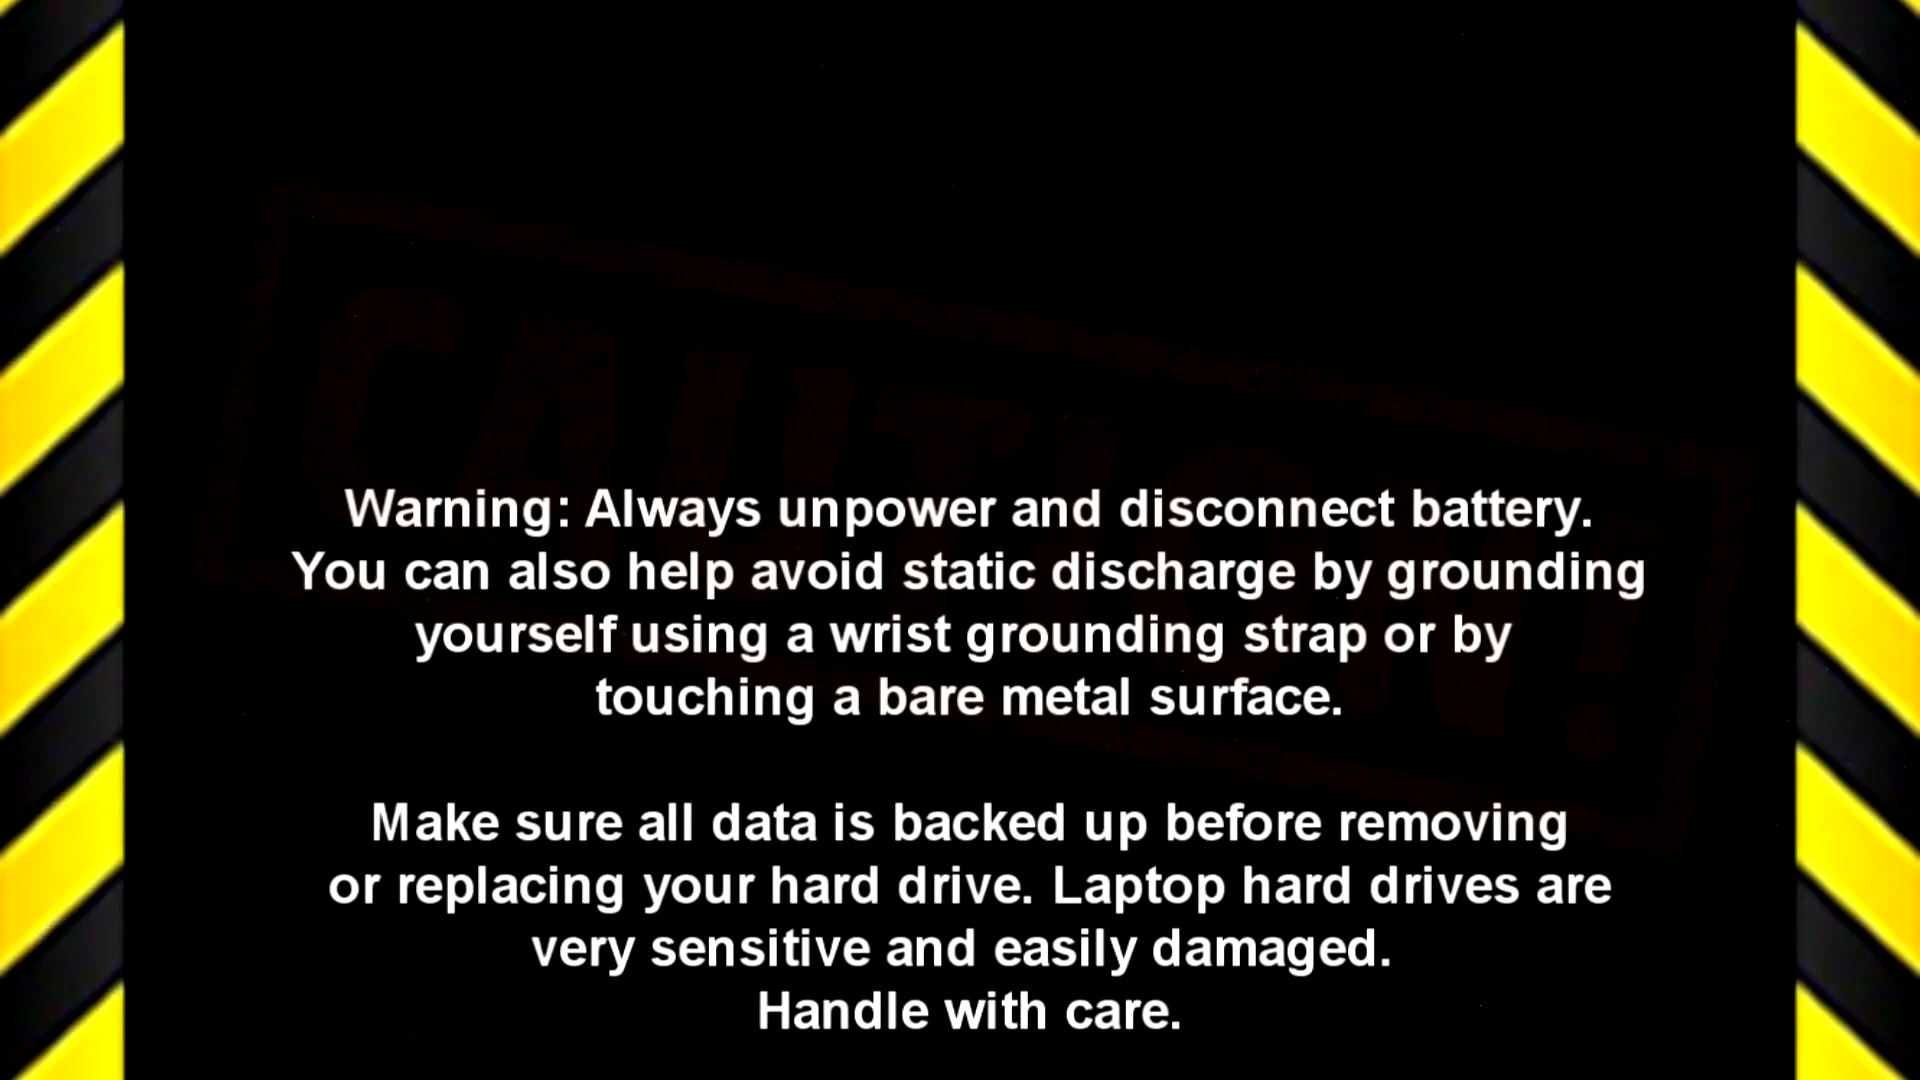 CAUTION!
Warning: Always unpower and disconnect battery.
You can also help avoid static discharge by grounding
yourself using a wrist grounding strap or by
touching a bare metal surface.
Make sure all data is backed up before removing
or replacing your hard drive. Laptop hard drives are
very sensitive and easily damaged.
Handle with care.